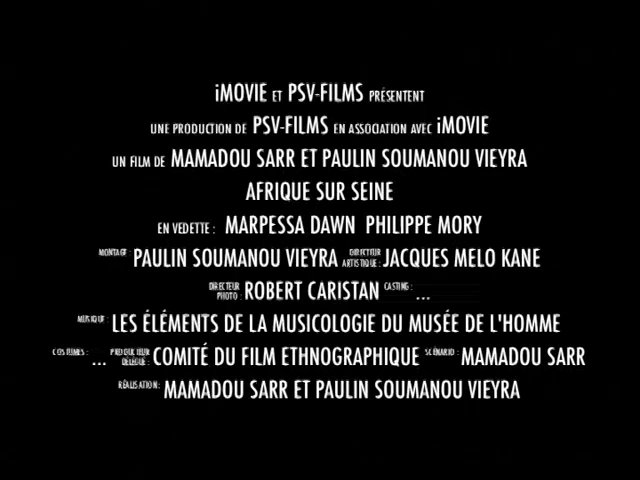 iMOVIE ET PSV-FILMS PRÉSENTENT
UNE PRODUCTION DE PSV-FILMS EN ASSOCIATION AVEC iMOVIE
UN FILM DE MAMADOU SARR ET PAULIN SOUMANOU VIEYRA
AFRIQUE SUR SEINE
EN VEDETTE : MARPESSA DAWN PHILIPPE MORY
MONTAGE : PAULIN SOUMANOU VIEYRA DIRECTEUR ARTISTIQUE : JACQUES MELO KANE
DIRECTEUR PHOTO : ROBERT CARISTAN CASTING : ...
MUSIQUE : LES ÉLÉMENTS DE LA MUSICOLOGIE DU MUSÉE DE L'HOMME
COSTUMES : ... PRODUCTEUR DÉLÉGUÉ : COMITÉ DU FILM ETHNOGRAPHIQUE SCÉNARIO : MAMADOU SARR
RÉALISATION : MAMADOU SARR ET PAULIN SOUMANOU VIEYRA